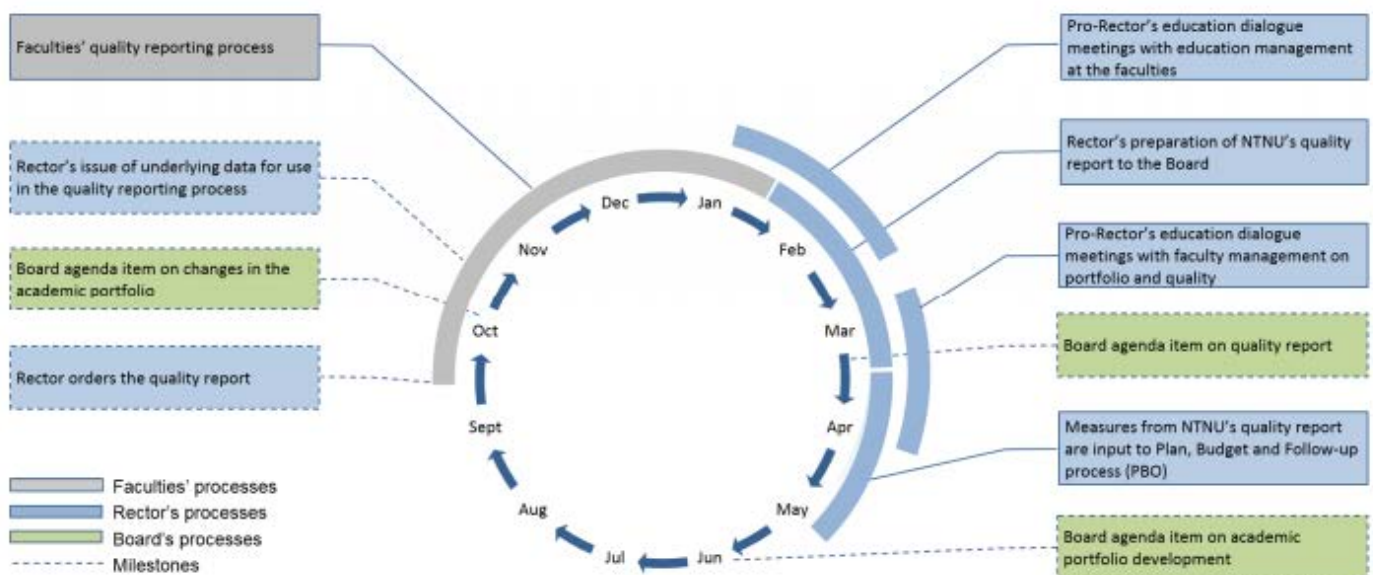 Faculties' quality reporting process
Rector's issue of underlying data for use
in the quality reporting process
Board agenda item on changes in the
academic portfolio
Rector orders the quality report
Faculties' processes
Rector's processes
Board's processes
Milestones
Dec
Jan
Nov
Feb
Oct
Mar
Sept
Apr
Aug
May
Jul
Jun
Pro-Rector's education dialogue
meetings with education management
at the faculties
Rector's preparation of NTNU's quality
report to the Board
Pro-Rector's education dialogue
meetings with faculty management on
portfolio and quality
Board agenda item on quality report
Measures from NTNU's quality report
are input to Plan, Budget and Follow-up
process (PBO)
Board agenda item on academic
portfolio development